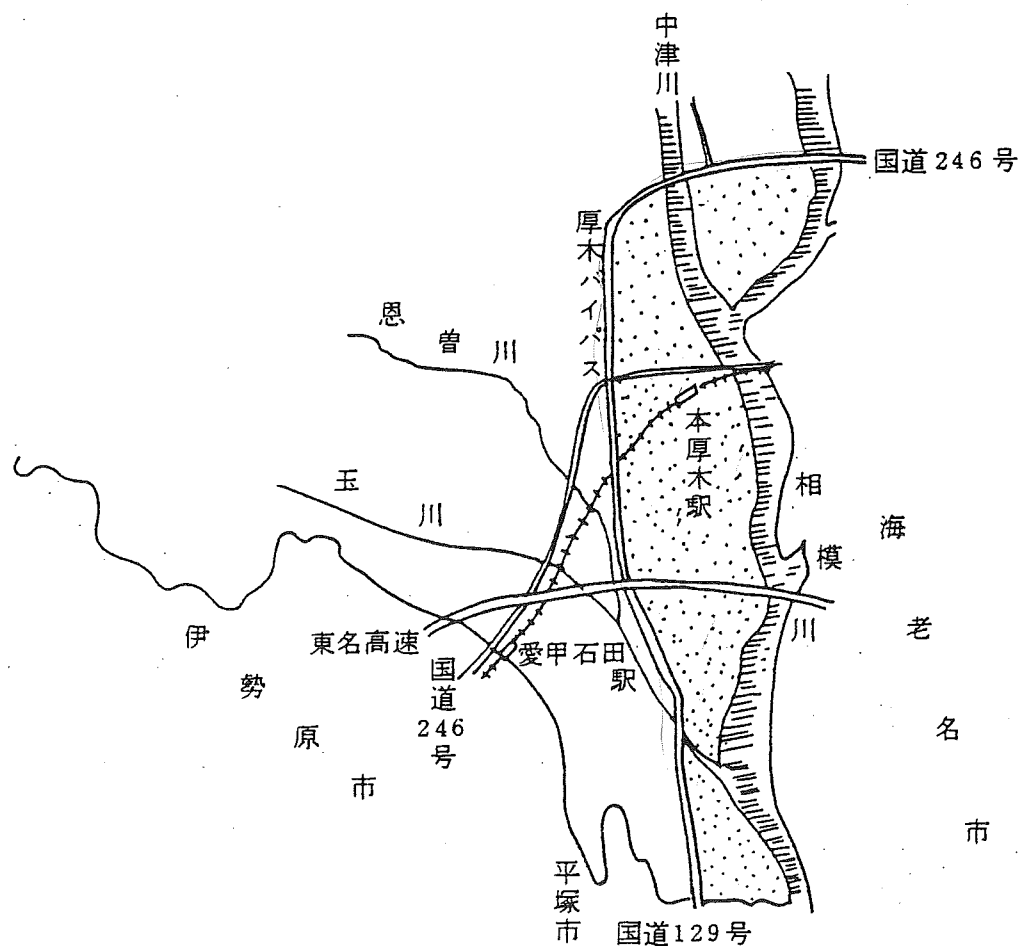 中津川
国道246号
厚木バイパス
恩曽川
本厚木駅
玉川
相模川
海老名市
東名高速
愛甲石田駅
国道246号
伊勢原市
平塚市
国道129号